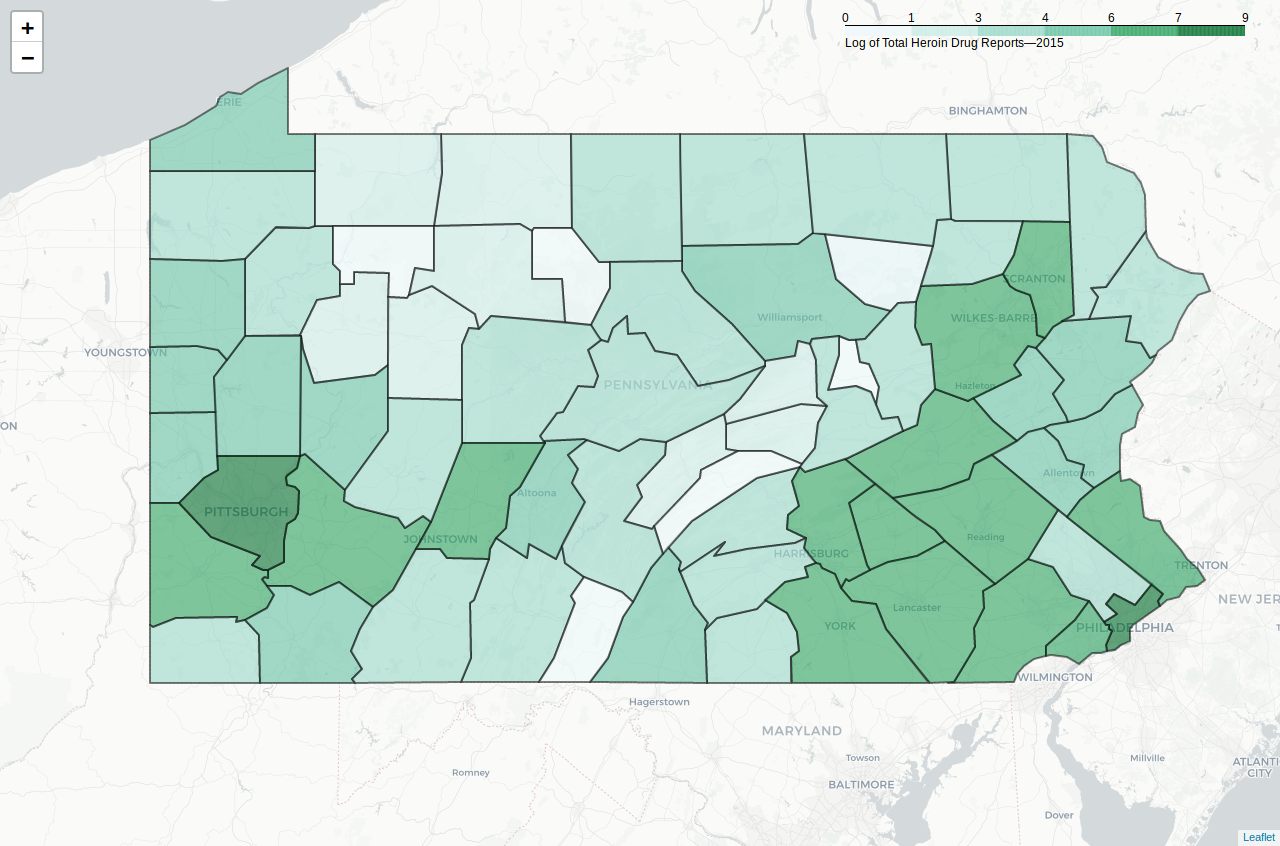 +
−
0 1 3 4 6 7 9
Log of Total Heroin Drug Reports—2015
ERIE
BINGHAMTON
SCRANTON
Williamsport
WILKES-BARRE
YOUNGSTOWN
PENNSYLVANIA
Hazleton
Allentown
Altoona
PITTSBURGH
JOHNSTOWN
Reading
HARRISBURG
TRENTON
NEW JER
Lancaster
YORK
PHILADELPHIA
WILMINGTON
Hagerstown
MARYLAND
Towson
Millville
ATLANTI
CITY
Romney
BALTIMORE
Dover
Leaflet